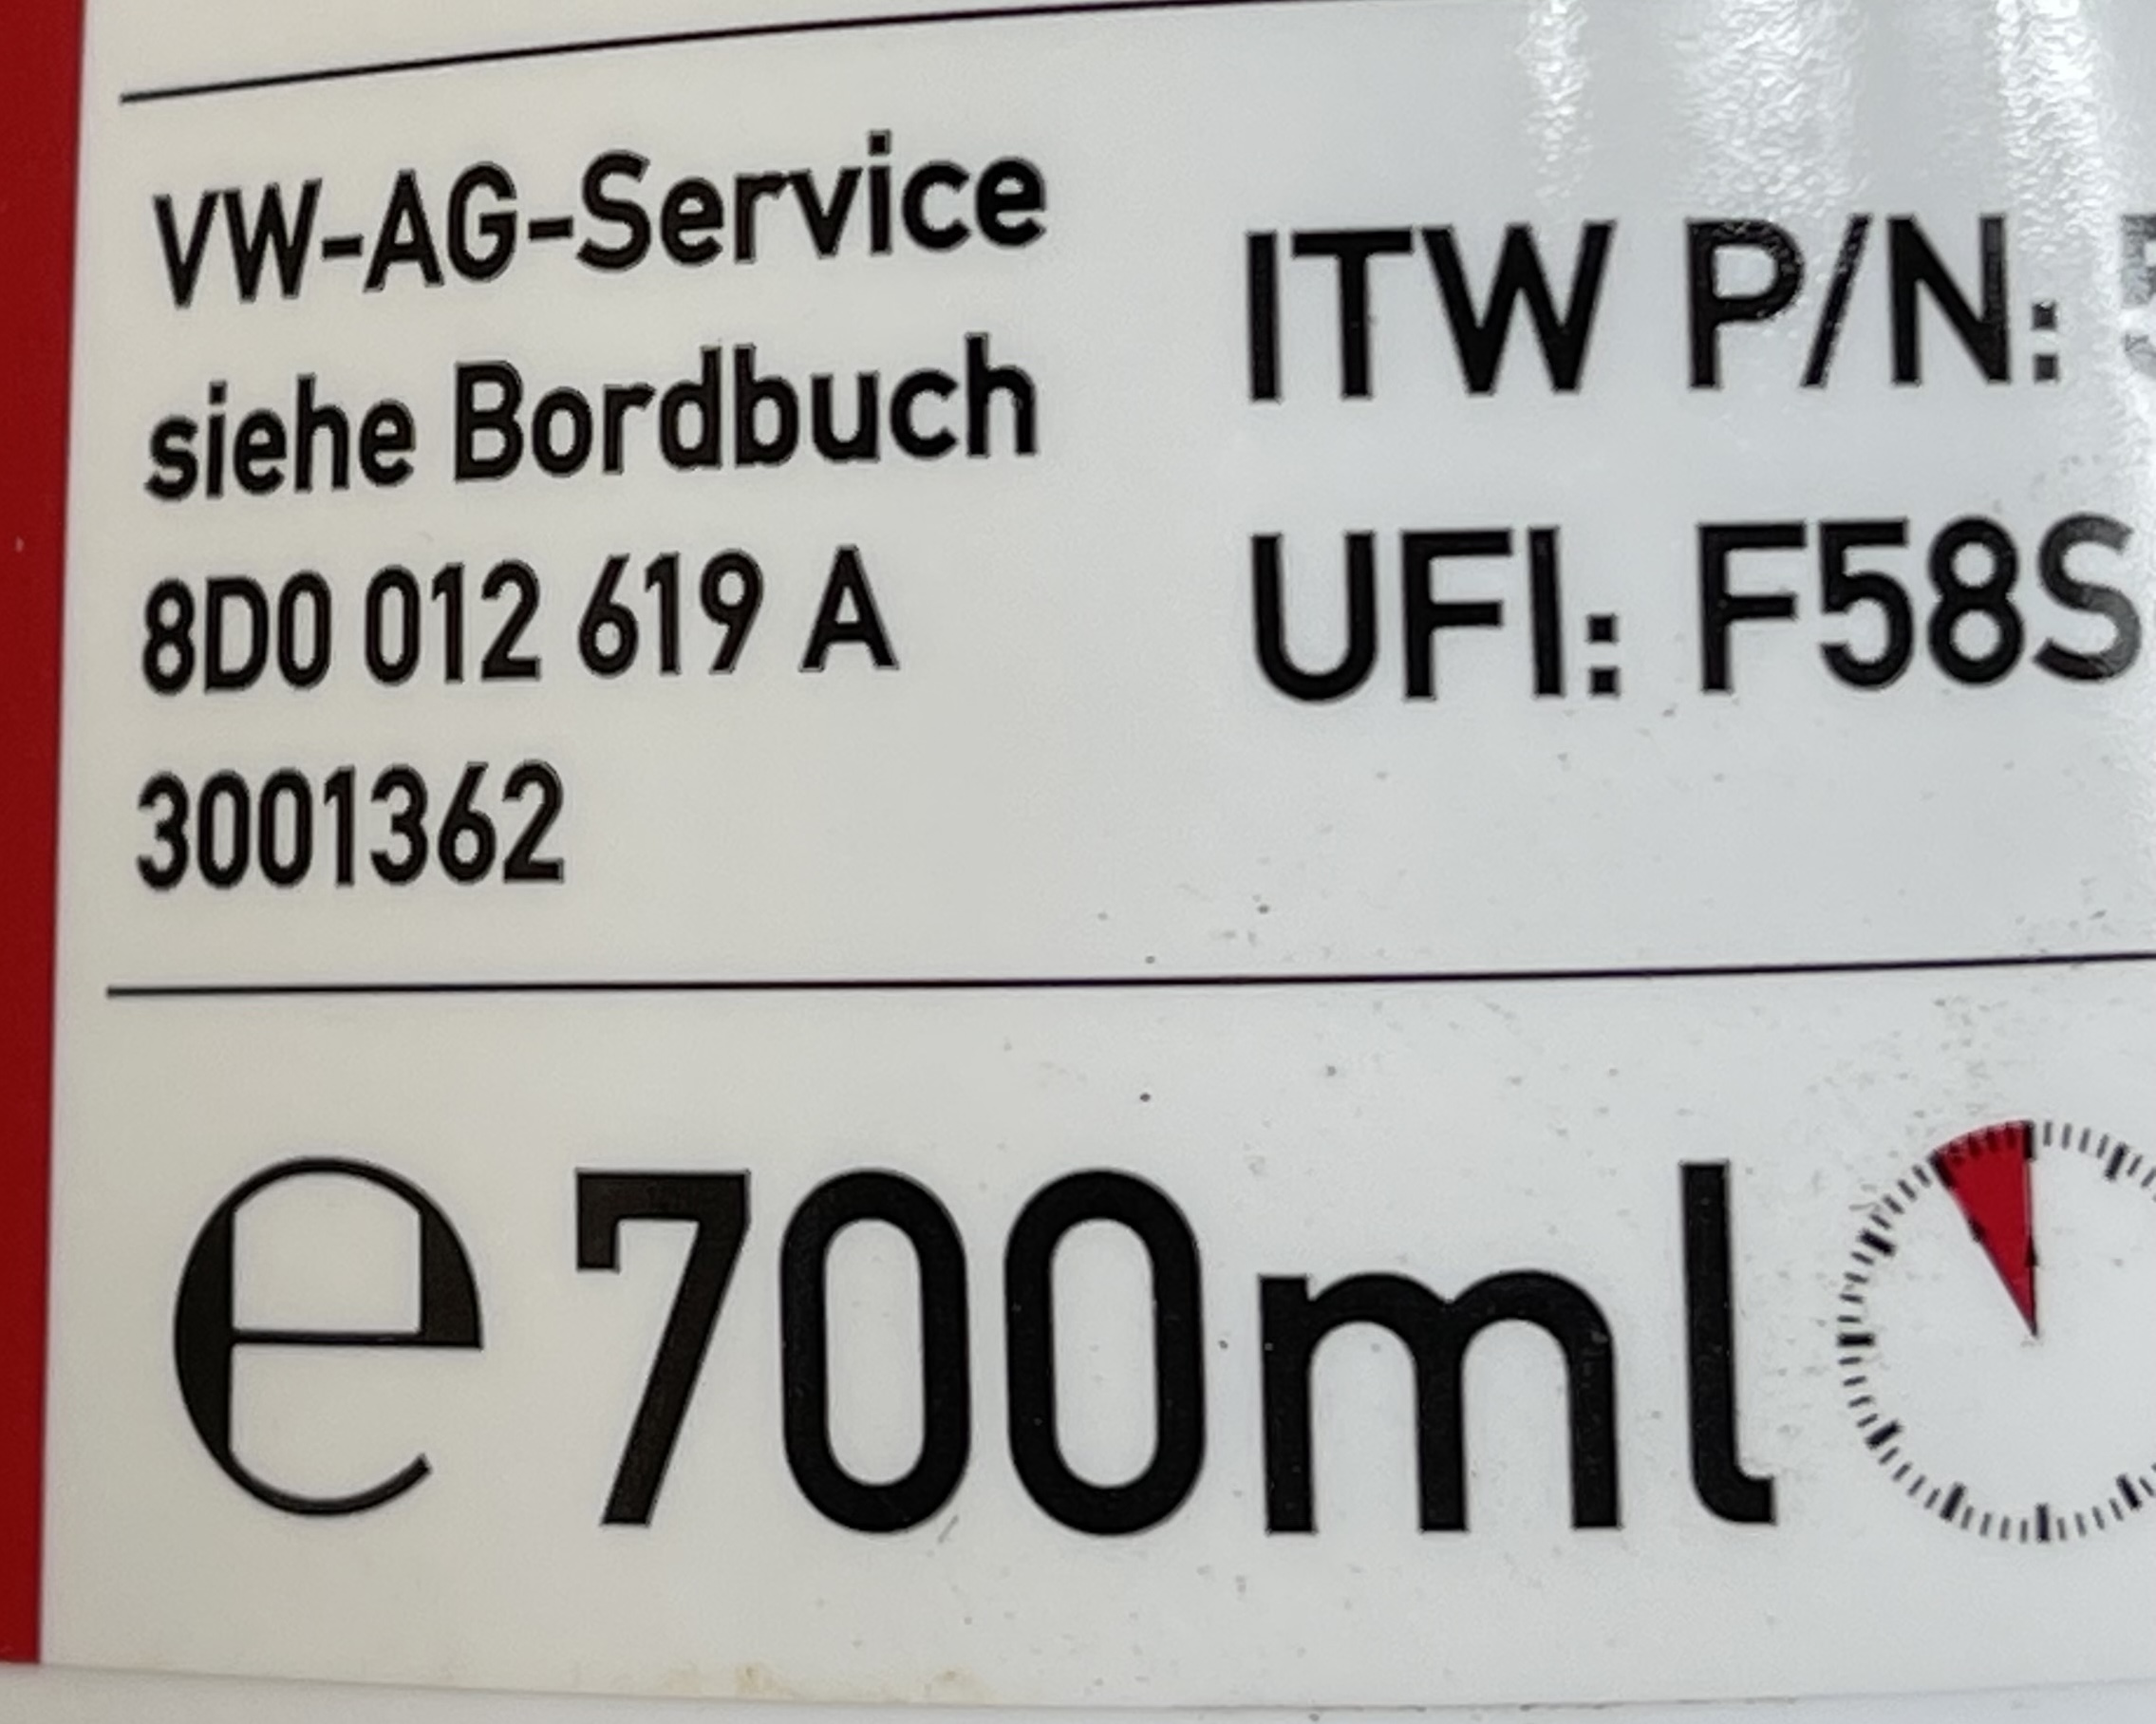 VW-AG-Service
siehe Bordbuch
8D0 012 619 A
3001362
ITW P/N:
UFI: F58S
℮ 700ml